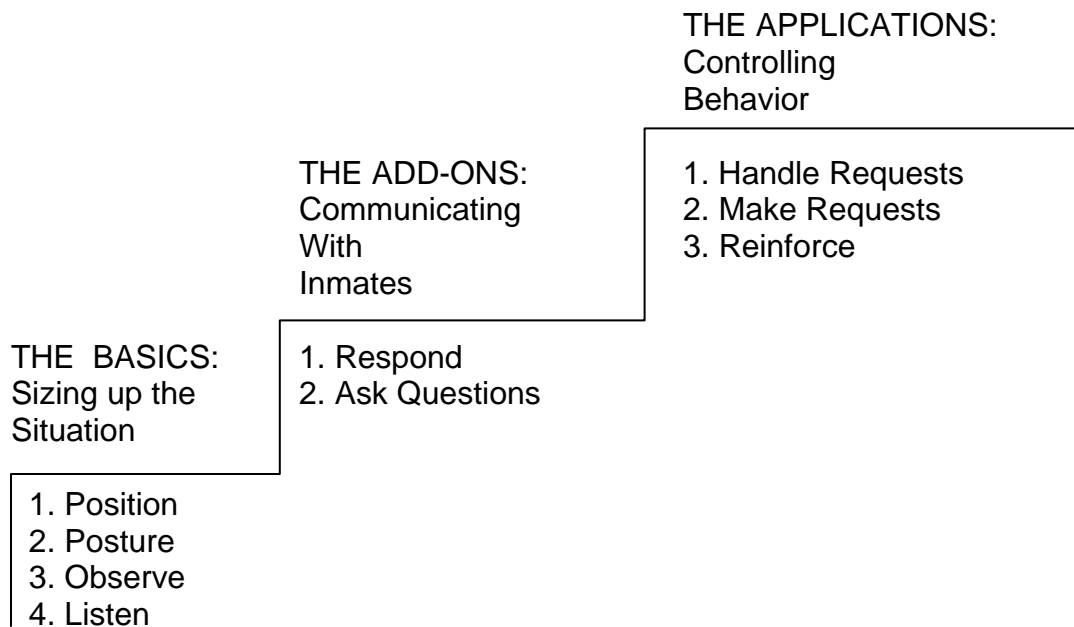 THE APPLICATIONS:
Controlling
Behavior
1. Handle Requests
2. Make Requests
3. Reinforce
THE ADD-ONS:
Communicating
With
Inmates
1. Respond
2. Ask Questions
THE BASICS:
Sizing up the
Situation
1. Position
2. Posture
3. Observe
4. Listen